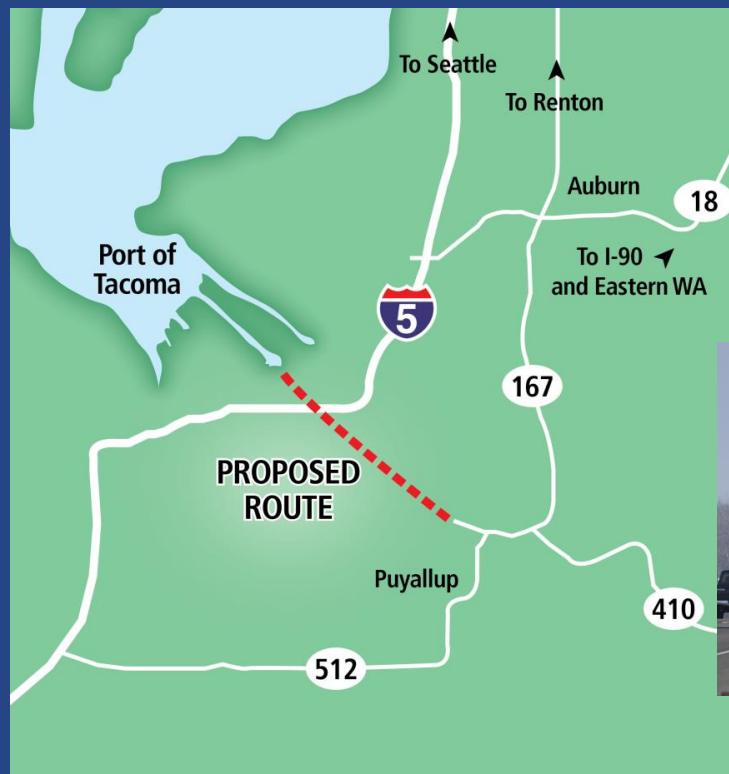 To Seattle
To Renton
Auburn
18
Port of
Tacoma
To I-90
and Eastern WA
5
167
PROPOSED
ROUTE
Puyallup
410
512